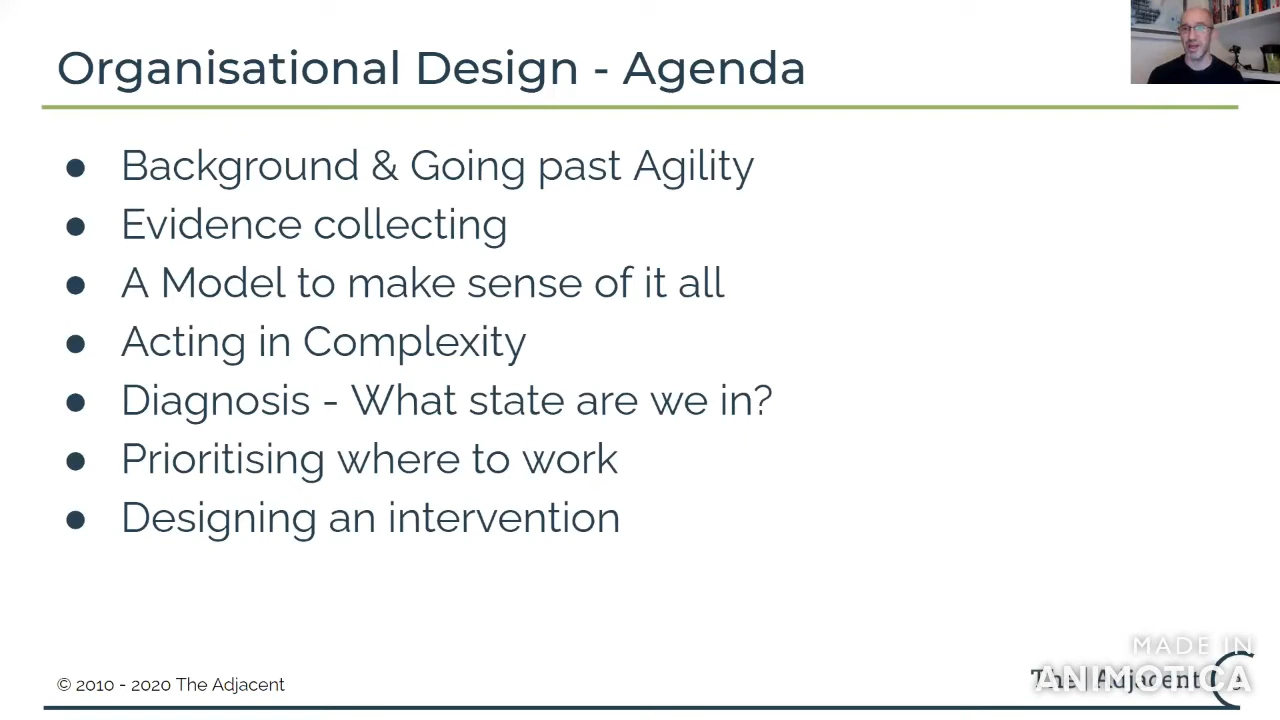 Organisational Design - Agenda
● Background & Going past Agility
● Evidence collecting
● A Model to make sense of it all
● Acting in Complexity
● Diagnosis - What state are we in?
● Prioritising where to work
● Designing an intervention
MADE IN
ANIMOTICA
© 2010 - 2020 The Adjacent
The Adjacent